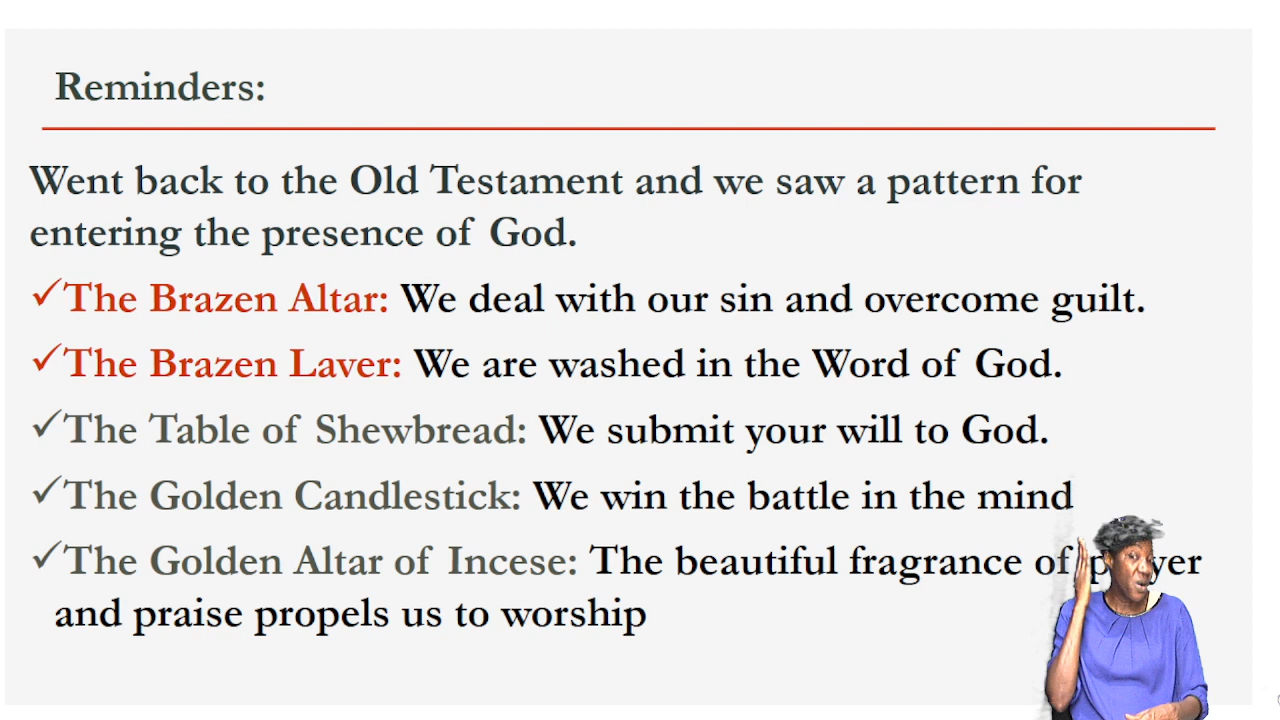 Reminders:
Went back to the Old Testament and we saw a pattern for
entering the presence of God.
✓The Brazen Altar: We deal with our sin and overcome guilt.
✓The Brazen Laver: We are washed in the Word of God.
✓The Table of Shewbread: We submit your will to God.
✓The Golden Candlestick: We win the battle in the mind
✓The Golden Altar of Incese: The beautiful fragrance of
and praise propels us to worship